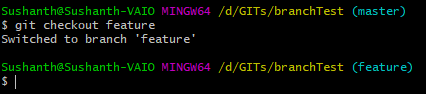 Sushanth@Sushanth-VAIO MINGW64 /d/GITs/branchTest (master)
$ git checkout feature
Switched to branch 'feature'
Sushanth@Sushanth-VAIO MINGW64 /d/GITs/branchTest (feature)
$